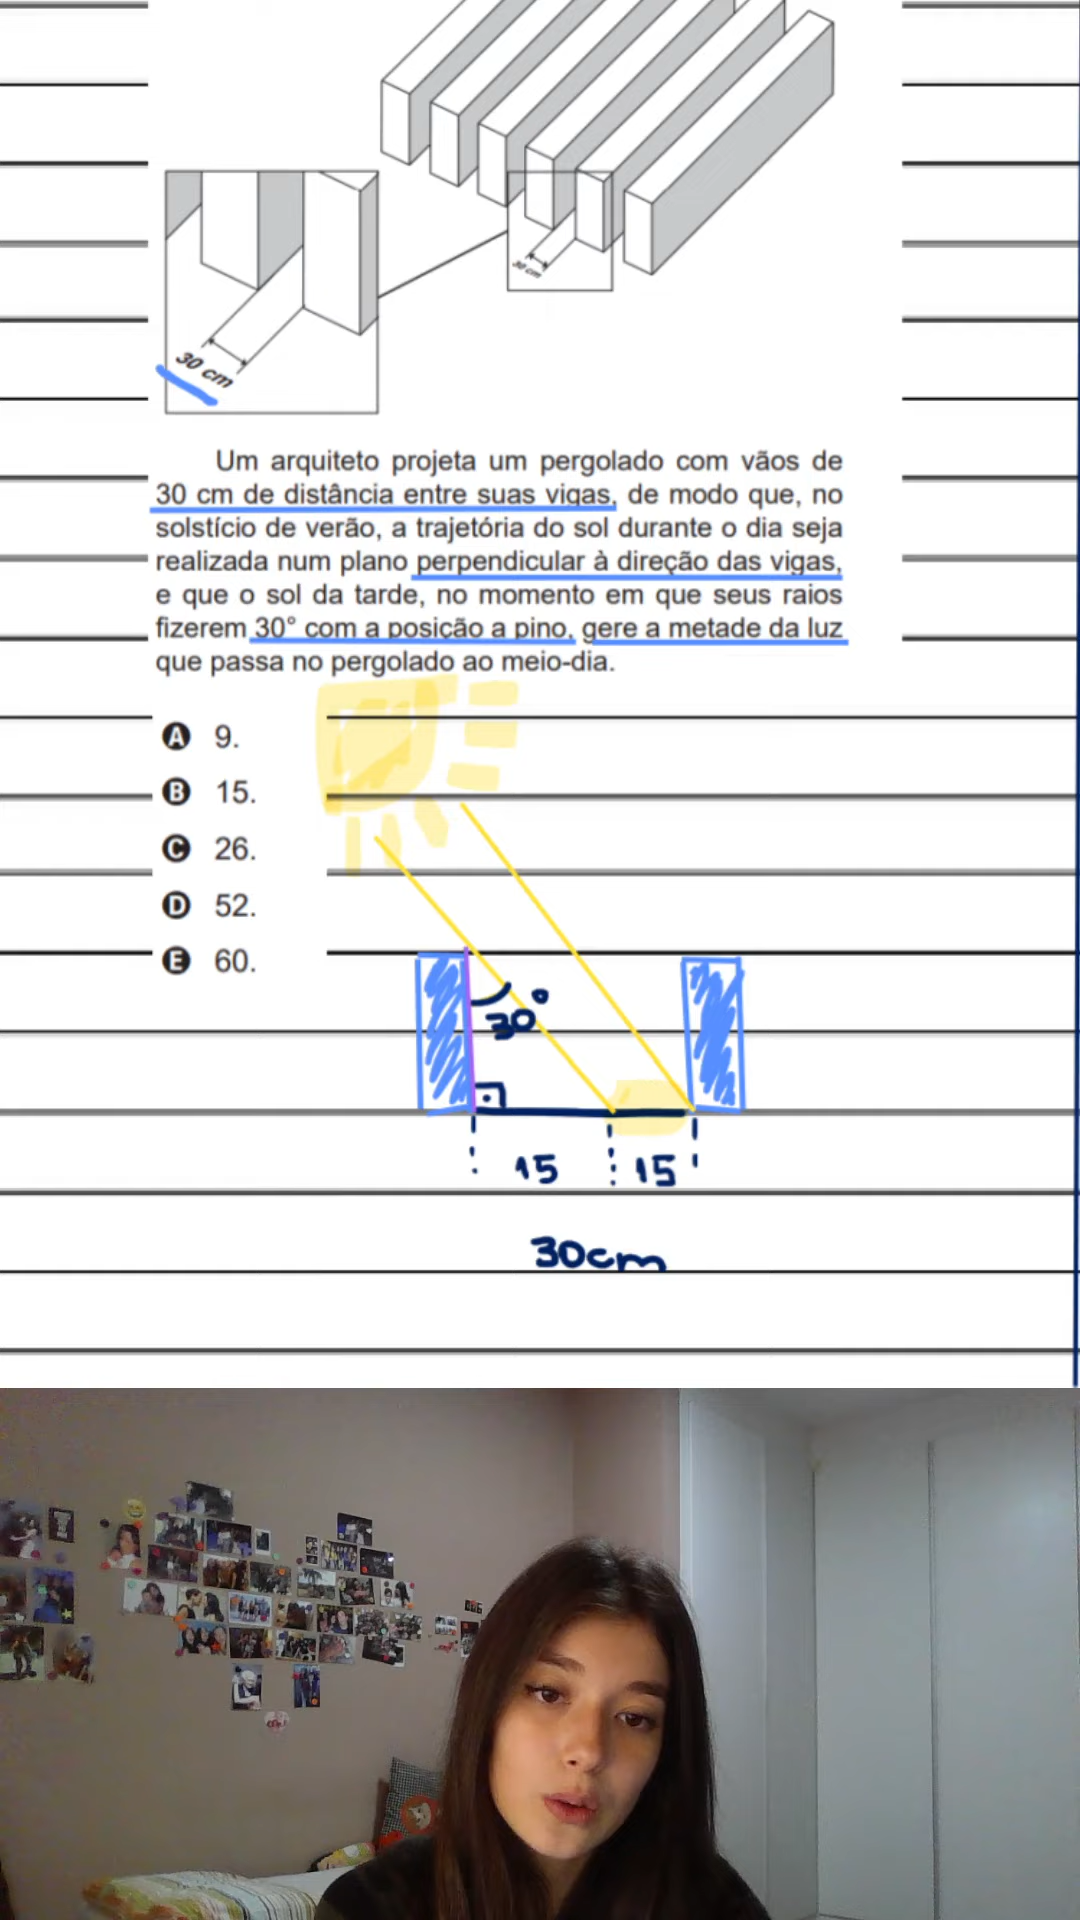 30 cm
30 cm
Um arquiteto projeta um pergolado com vãos de
30 cm de distância entre suas vigas, de modo que, no
solstício de verão, a trajetória do sol durante o dia seja
realizada num plano perpendicular à direção das vigas,
e que o sol da tarde, no momento em que seus raios
fizerem 30° com a posição a pino, gere a metade da luz
que passa no pergolado ao meio-dia.
A 9.
B 15.
C 26.
D 52.
E 60.
30°
15 15
30cm